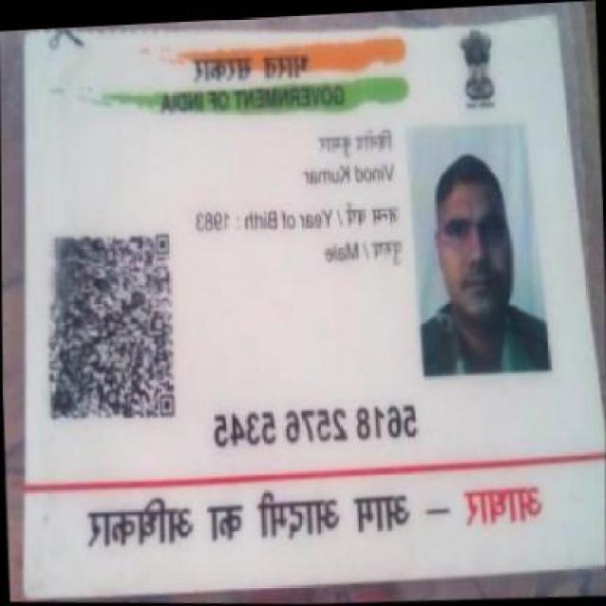 भारत सरकार
GOVERNMENT OF INDIA
कुमार
Vinod Kumar
जन्म वर्ष / Year of Birth : 1983
पुरुष / Male
5618 2576 5345
आधार – आम आदमी का अधिकार